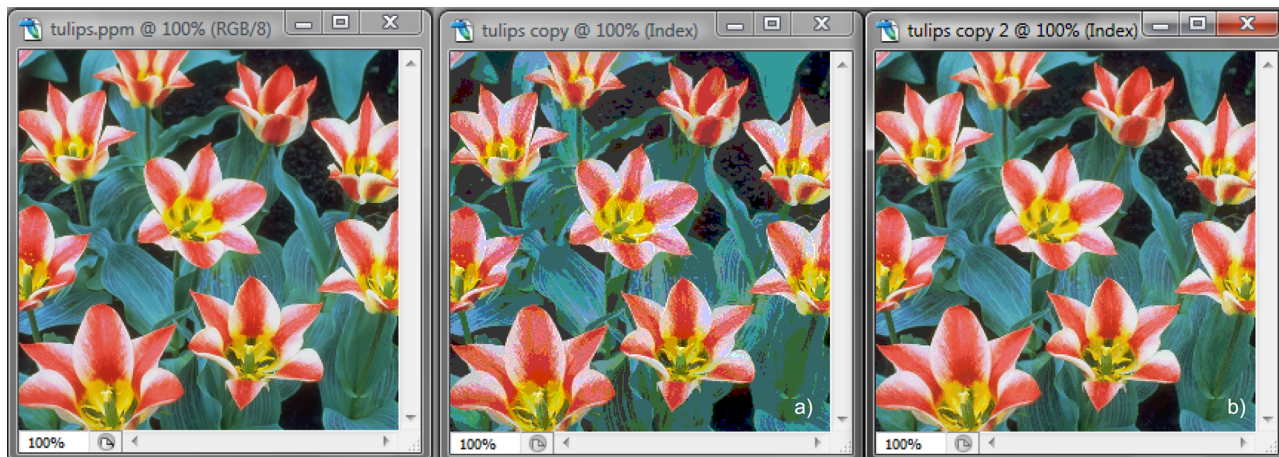 tulips.ppm @ 100% (RGB/8)
tulips copy @ 100% (Index)
tulips copy 2 @ 100% (Index)
a)
b)
100%
100%
100%